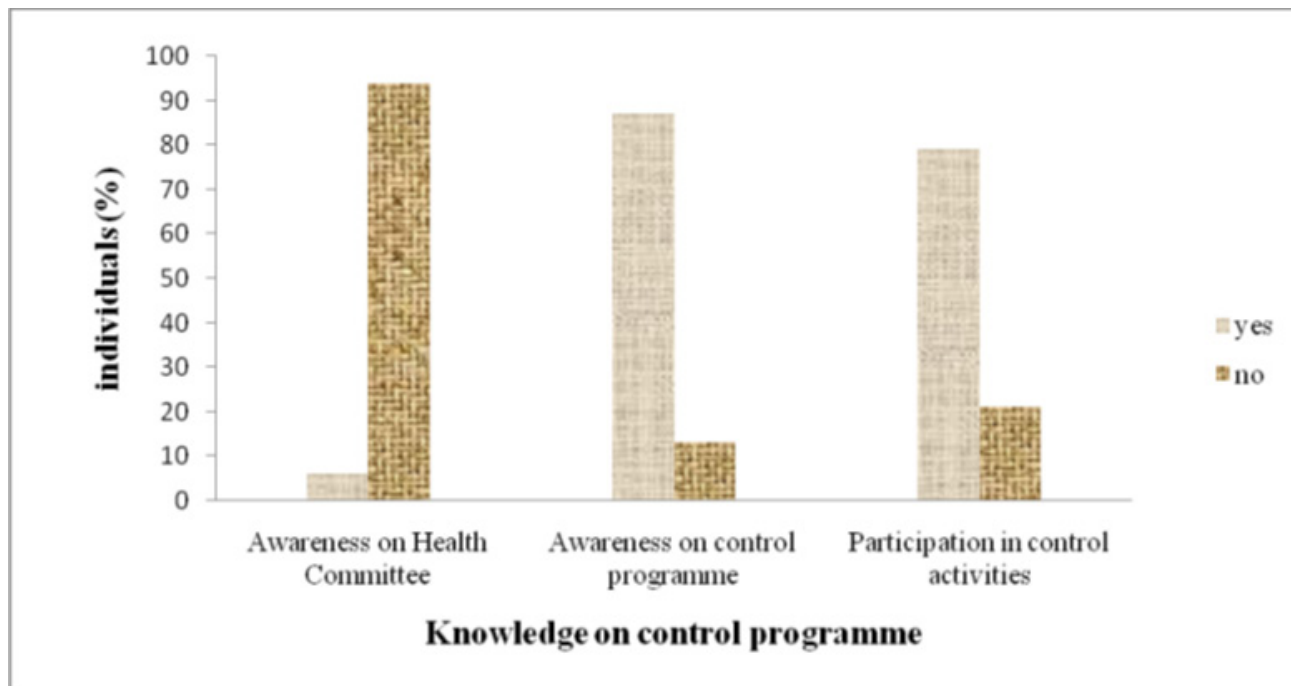 100
90
80
70
60
50
40
30
20
10
0
individuals (%)
Awareness on Health
Committee
Awareness on control
programme
Participation in control
activities
Knowledge on control programme
yes
no